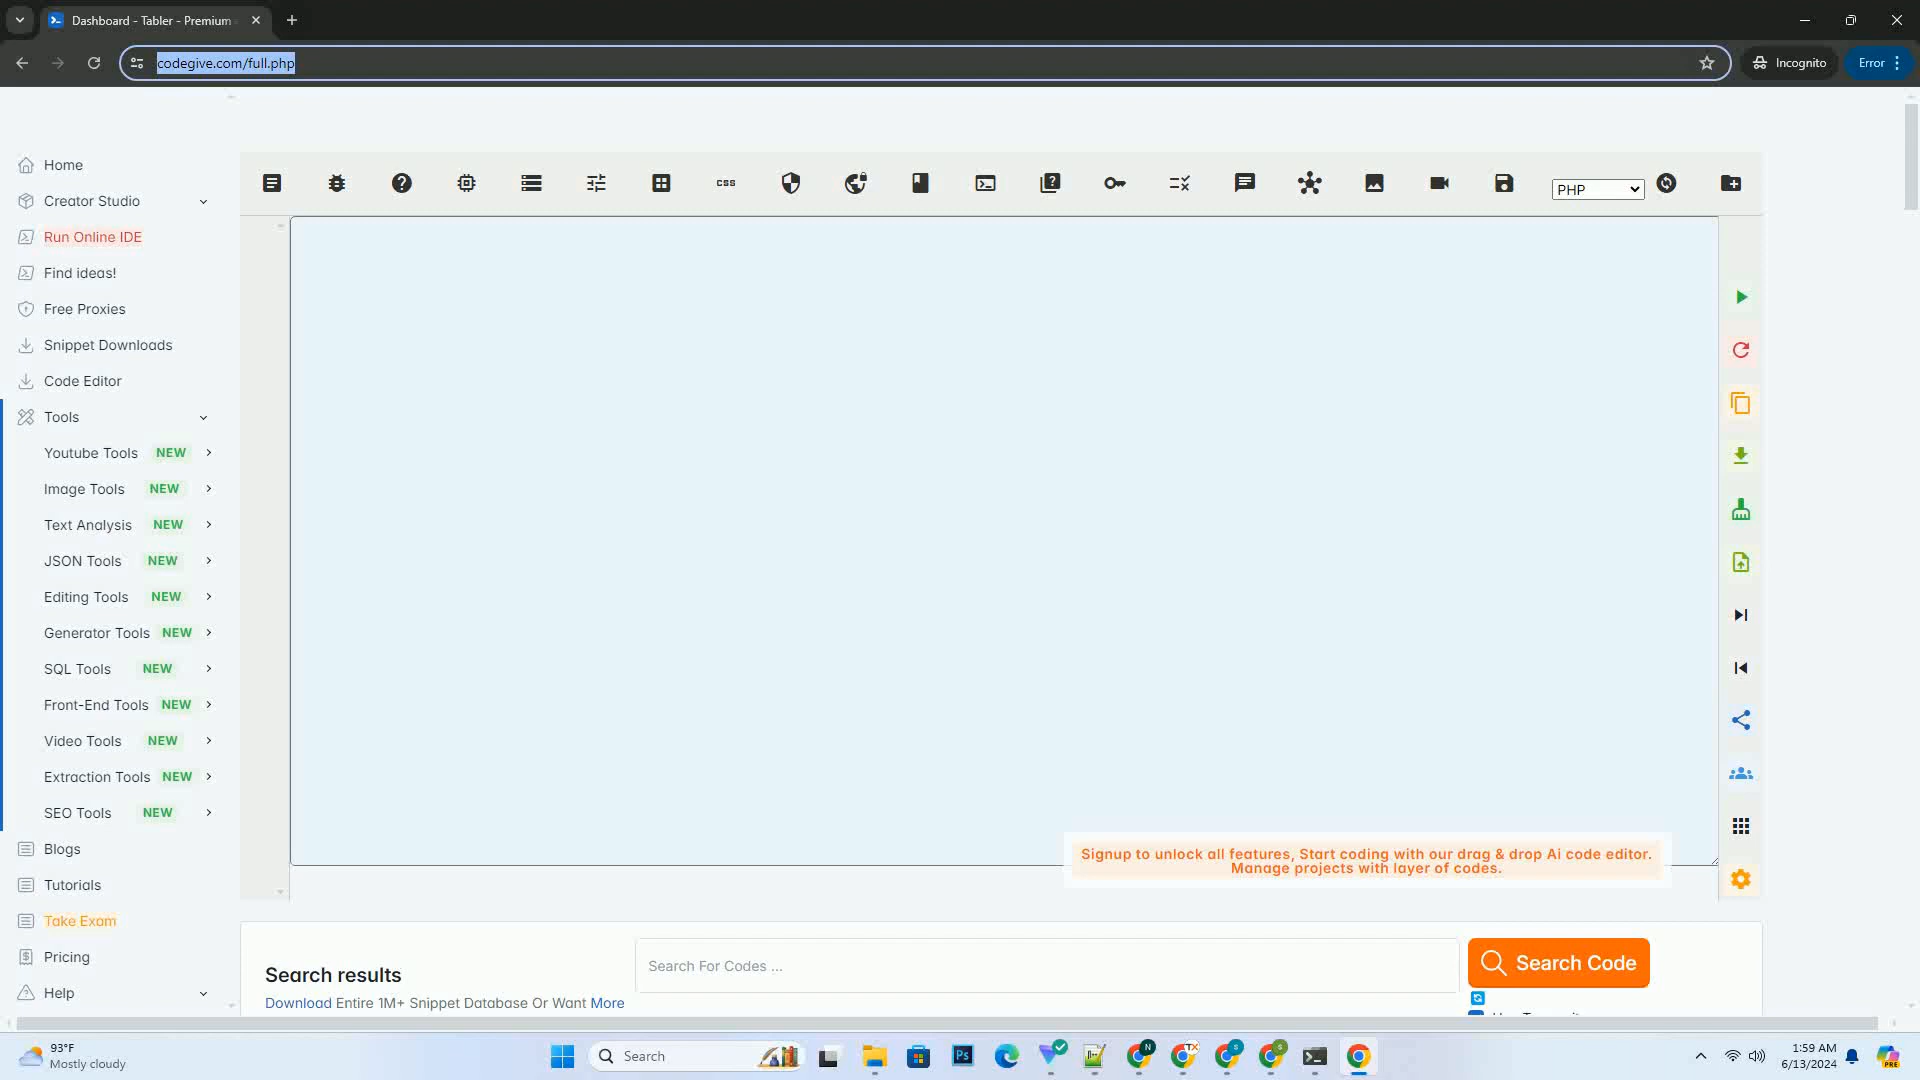 Dashboard - Tabler - Premium
codegive.com/full.php
Incognito
Error
Home
Creator Studio
Run Online IDE
Find ideas!
Free Proxies
Snippet Downloads
Code Editor
Tools
Youtube Tools NEW
Image Tools NEW
Text Analysis NEW
JSON Tools NEW
Editing Tools NEW
Generator Tools NEW
SQL Tools NEW
Front-End Tools NEW
Video Tools NEW
Extraction Tools NEW
SEO Tools NEW
Blogs
Tutorials
Take Exam
Pricing
Help
css
PHP
Signup to unlock all features, Start coding with our drag & drop Ai code editor.
Manage projects with layer of codes.
Search results
Download Entire 1M+ Snippet Database Or Want More
Search For Codes ...
Search Code
93°F
Mostly cloudy
Search
Ps
N
TX
S
S
1:59 AM
6/13/2024
PRE